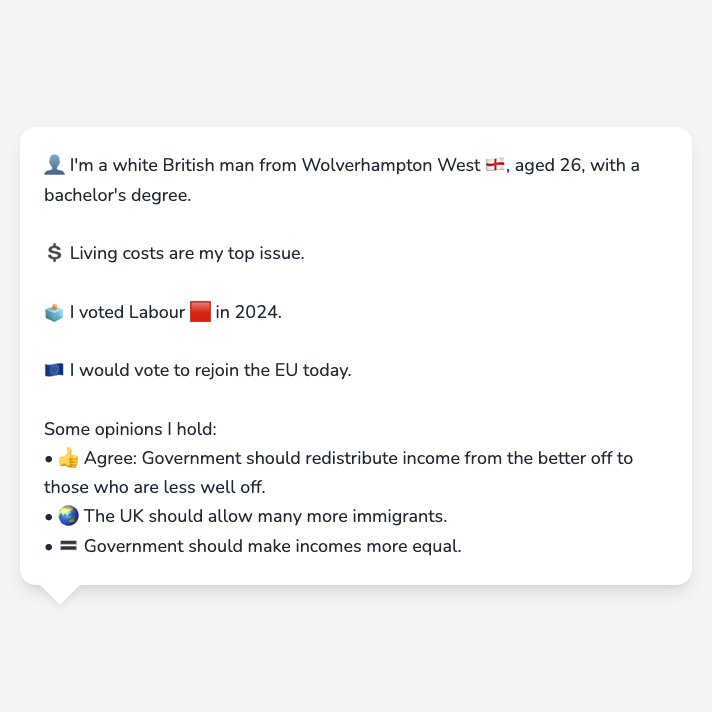 👤 I'm a white British man from Wolverhampton West 🏴󠁧󠁢󠁥󠁮󠁧󠁿, aged 26, with a
bachelor's degree.
💲 Living costs are my top issue.
🗳️ I voted Labour 🟥 in 2024.
🇪🇺 I would vote to rejoin the EU today.
Some opinions I hold:
• 👍 Agree: Government should redistribute income from the better off to
those who are less well off.
• 🌏 The UK should allow many more immigrants.
• 🟰 Government should make incomes more equal.